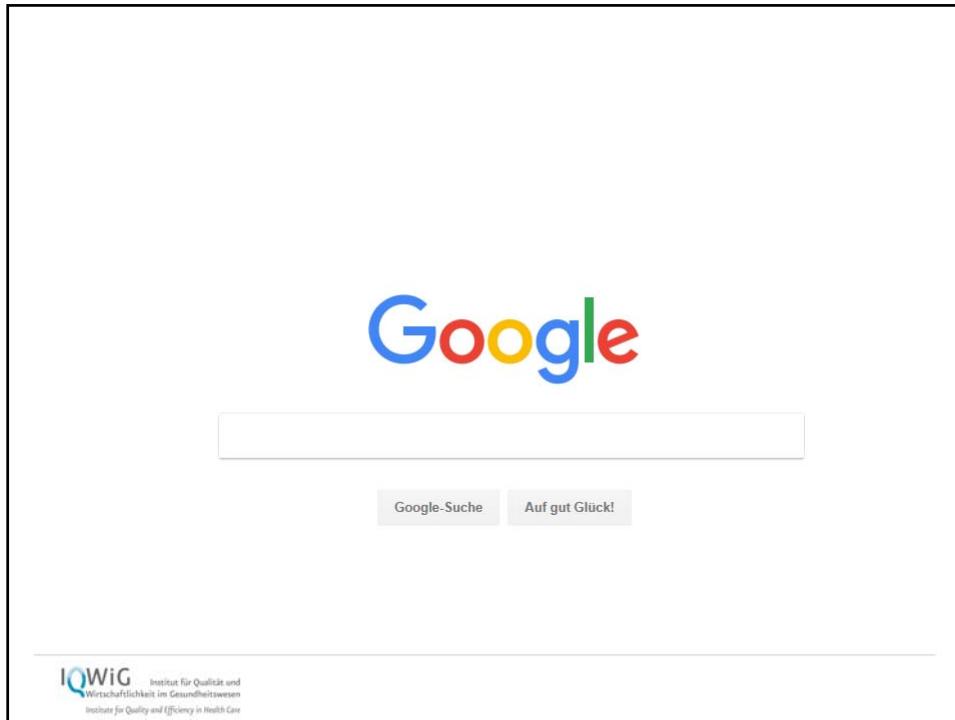 Google
Google-Suche Auf gut Glück!
IQWiG Institut für Qualität und
Wirtschaftlichkeit im Gesundheitswesen
Institute for Quality and Efficiency in Health Care